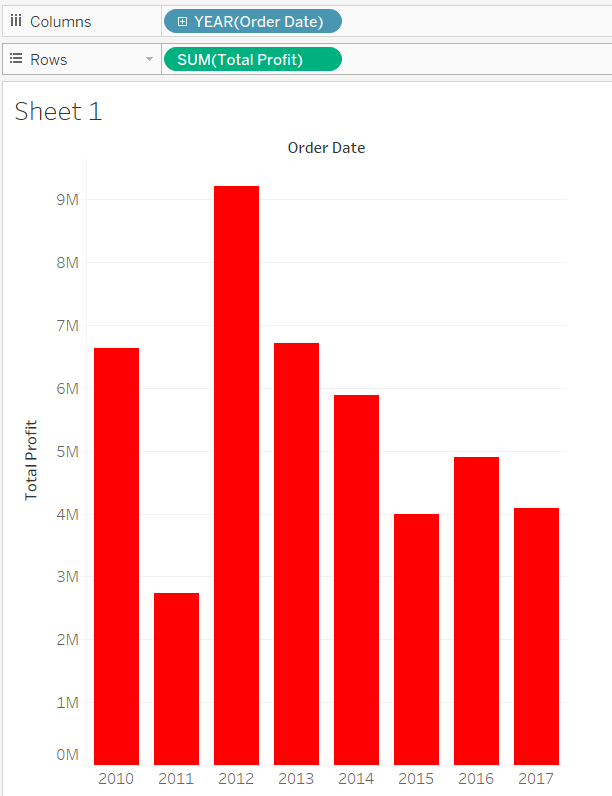 Columns
YEAR(Order Date)
Rows
SUM(Total Profit)
Sheet 1
Order Date
Total Profit
9M
8M
7M
6M
5M
4M
3M
2M
1M
0M
2010 2011 2012 2013 2014 2015 2016 2017